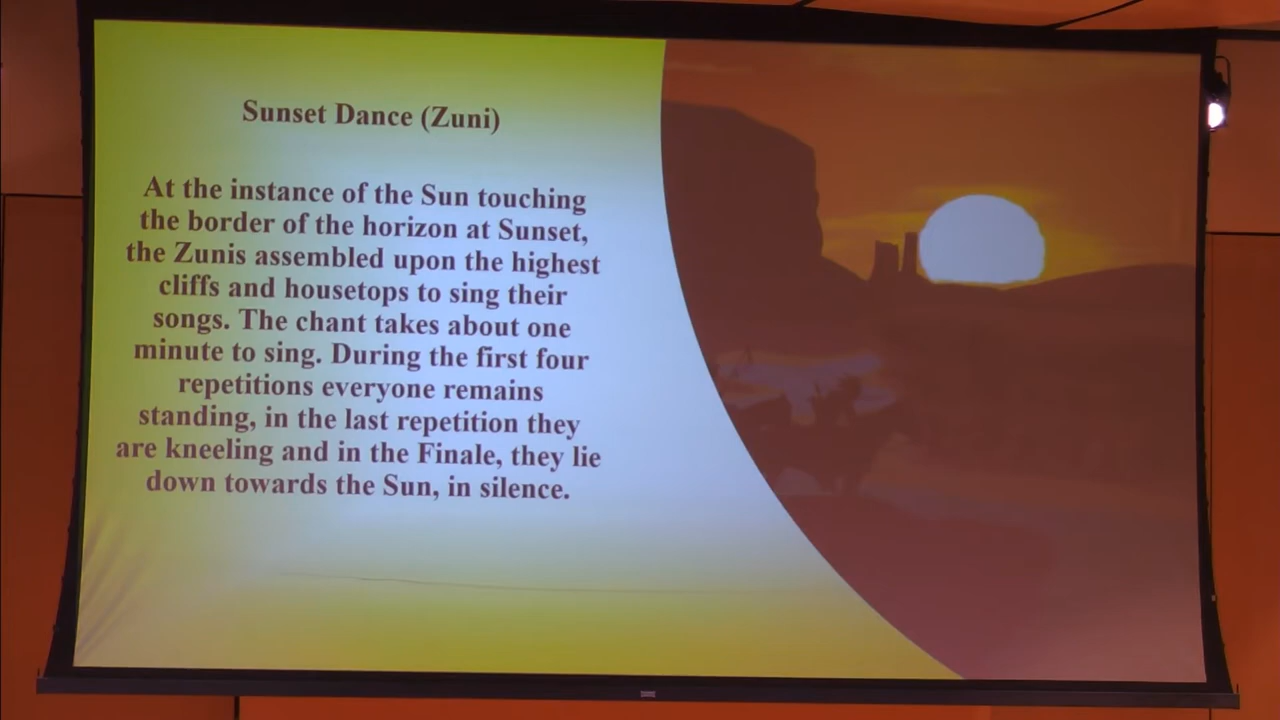 Sunset Dance (Zuni)
At the instance of the Sun touching
the border of the horizon at Sunset,
the Zunis assembled upon the highest
cliffs and housetops to sing their
songs. The chant takes about one
minute to sing. During the first four
repetitions everyone remains
standing, in the last repetition they
are kneeling and in the Finale, they lie
down towards the Sun, in silence.